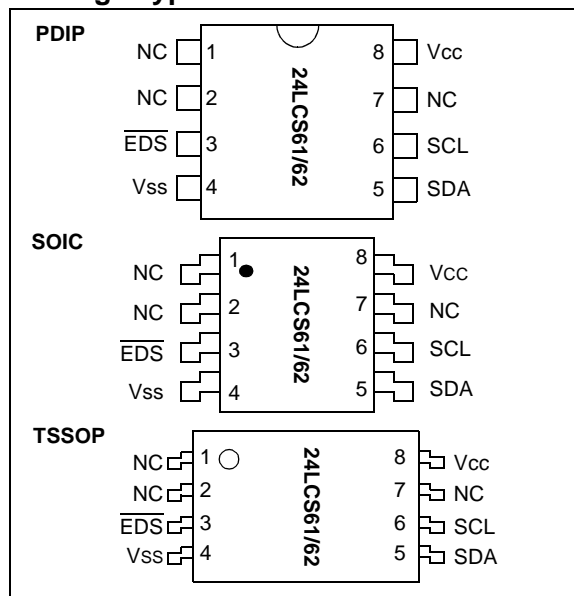 PDIP
NC 1 8 Vcc
NC 2 7 NC
EDS 3 6 SCL
Vss 4 5 SDA
24LCS61/62
SOIC
NC 1 8 VCC
NC 2 7 NC
EDS 3 6 SCL
Vss 4 5 SDA
24LCS61/62
TSSOP
NC 1 8 Vcc
NC 2 7 NC
EDS 3 6 SCL
Vss 4 5 SDA
24LCS61/62